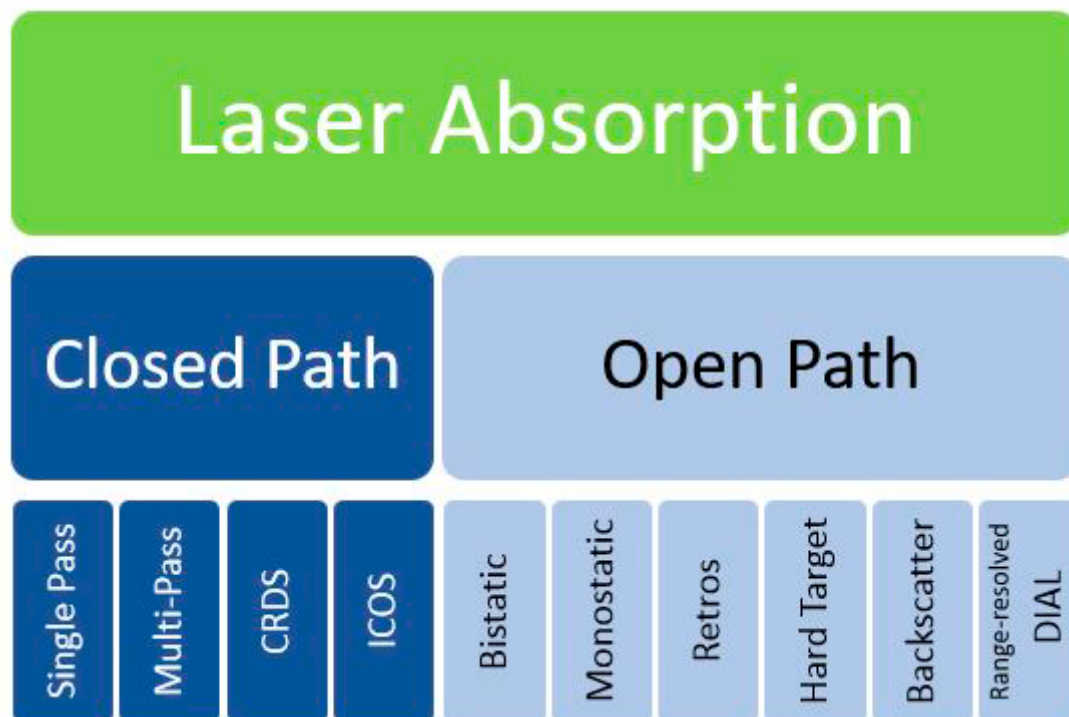 Laser Absorption
Closed Path
Open Path
Single Pass
Multi-Pass
CRDS
ICOS
Bistatic
Monostatic
Retros
Hard Target
Backscatter
Range-resolved
DIAL